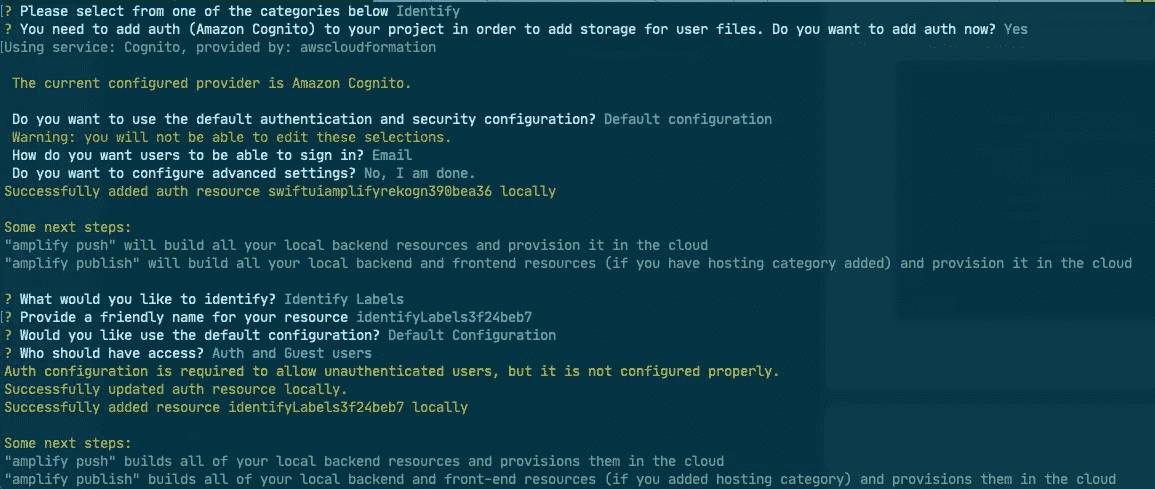 ? Please select from one of the categories below Identify
? You need to add auth (Amazon Cognito) to your project in order to add storage for user files. Do you want to add auth now? Yes
[Using service: Cognito, provided by: awscloudformation
The current configured provider is Amazon Cognito.
Do you want to use the default authentication and security configuration? Default configuration
Warning: you will not be able to edit these selections.
How do you want users to be able to sign in? Email
Do you want to configure advanced settings? No, I am done.
Successfully added auth resource swiftuiamplifyrekogn390bea36 locally
Some next steps:
"amplify push" will build all your local backend resources and provision it in the cloud
"amplify publish" will build all your local backend and frontend resources (if you have hosting category added) and provision it in the cloud
? What would you like to identify? Identify Labels
[? Provide a friendly name for your resource identifyLabels3f24beb7
? Would you like use the default configuration? Default Configuration
? Who should have access? Auth and Guest users
Auth configuration is required to allow unauthenticated users, but it is not configured properly.
Successfully updated auth resource locally.
Successfully added resource identifyLabels3f24beb7 locally
Some next steps:
"amplify push" builds all of your local backend resources and provisions them in the cloud
"amplify publish" builds all of your local backend and front-end resources (if you added hosting category) and provisions them in the cloud